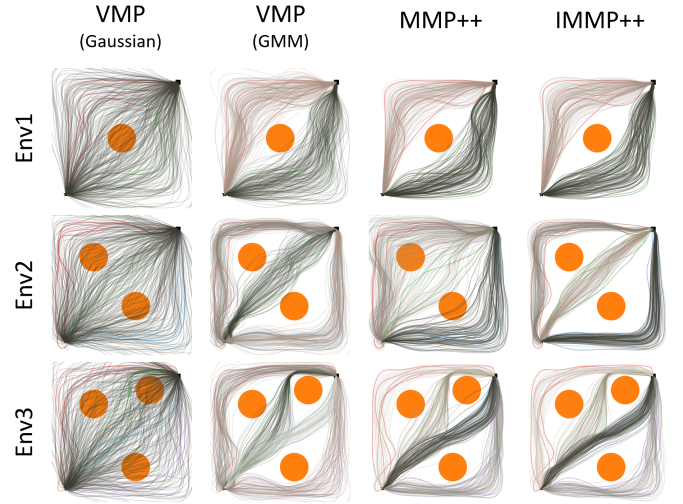 VMP
(Gaussian)
VMP
(GMM)
MMP++
IMMP++
Env1
Env2
Env3